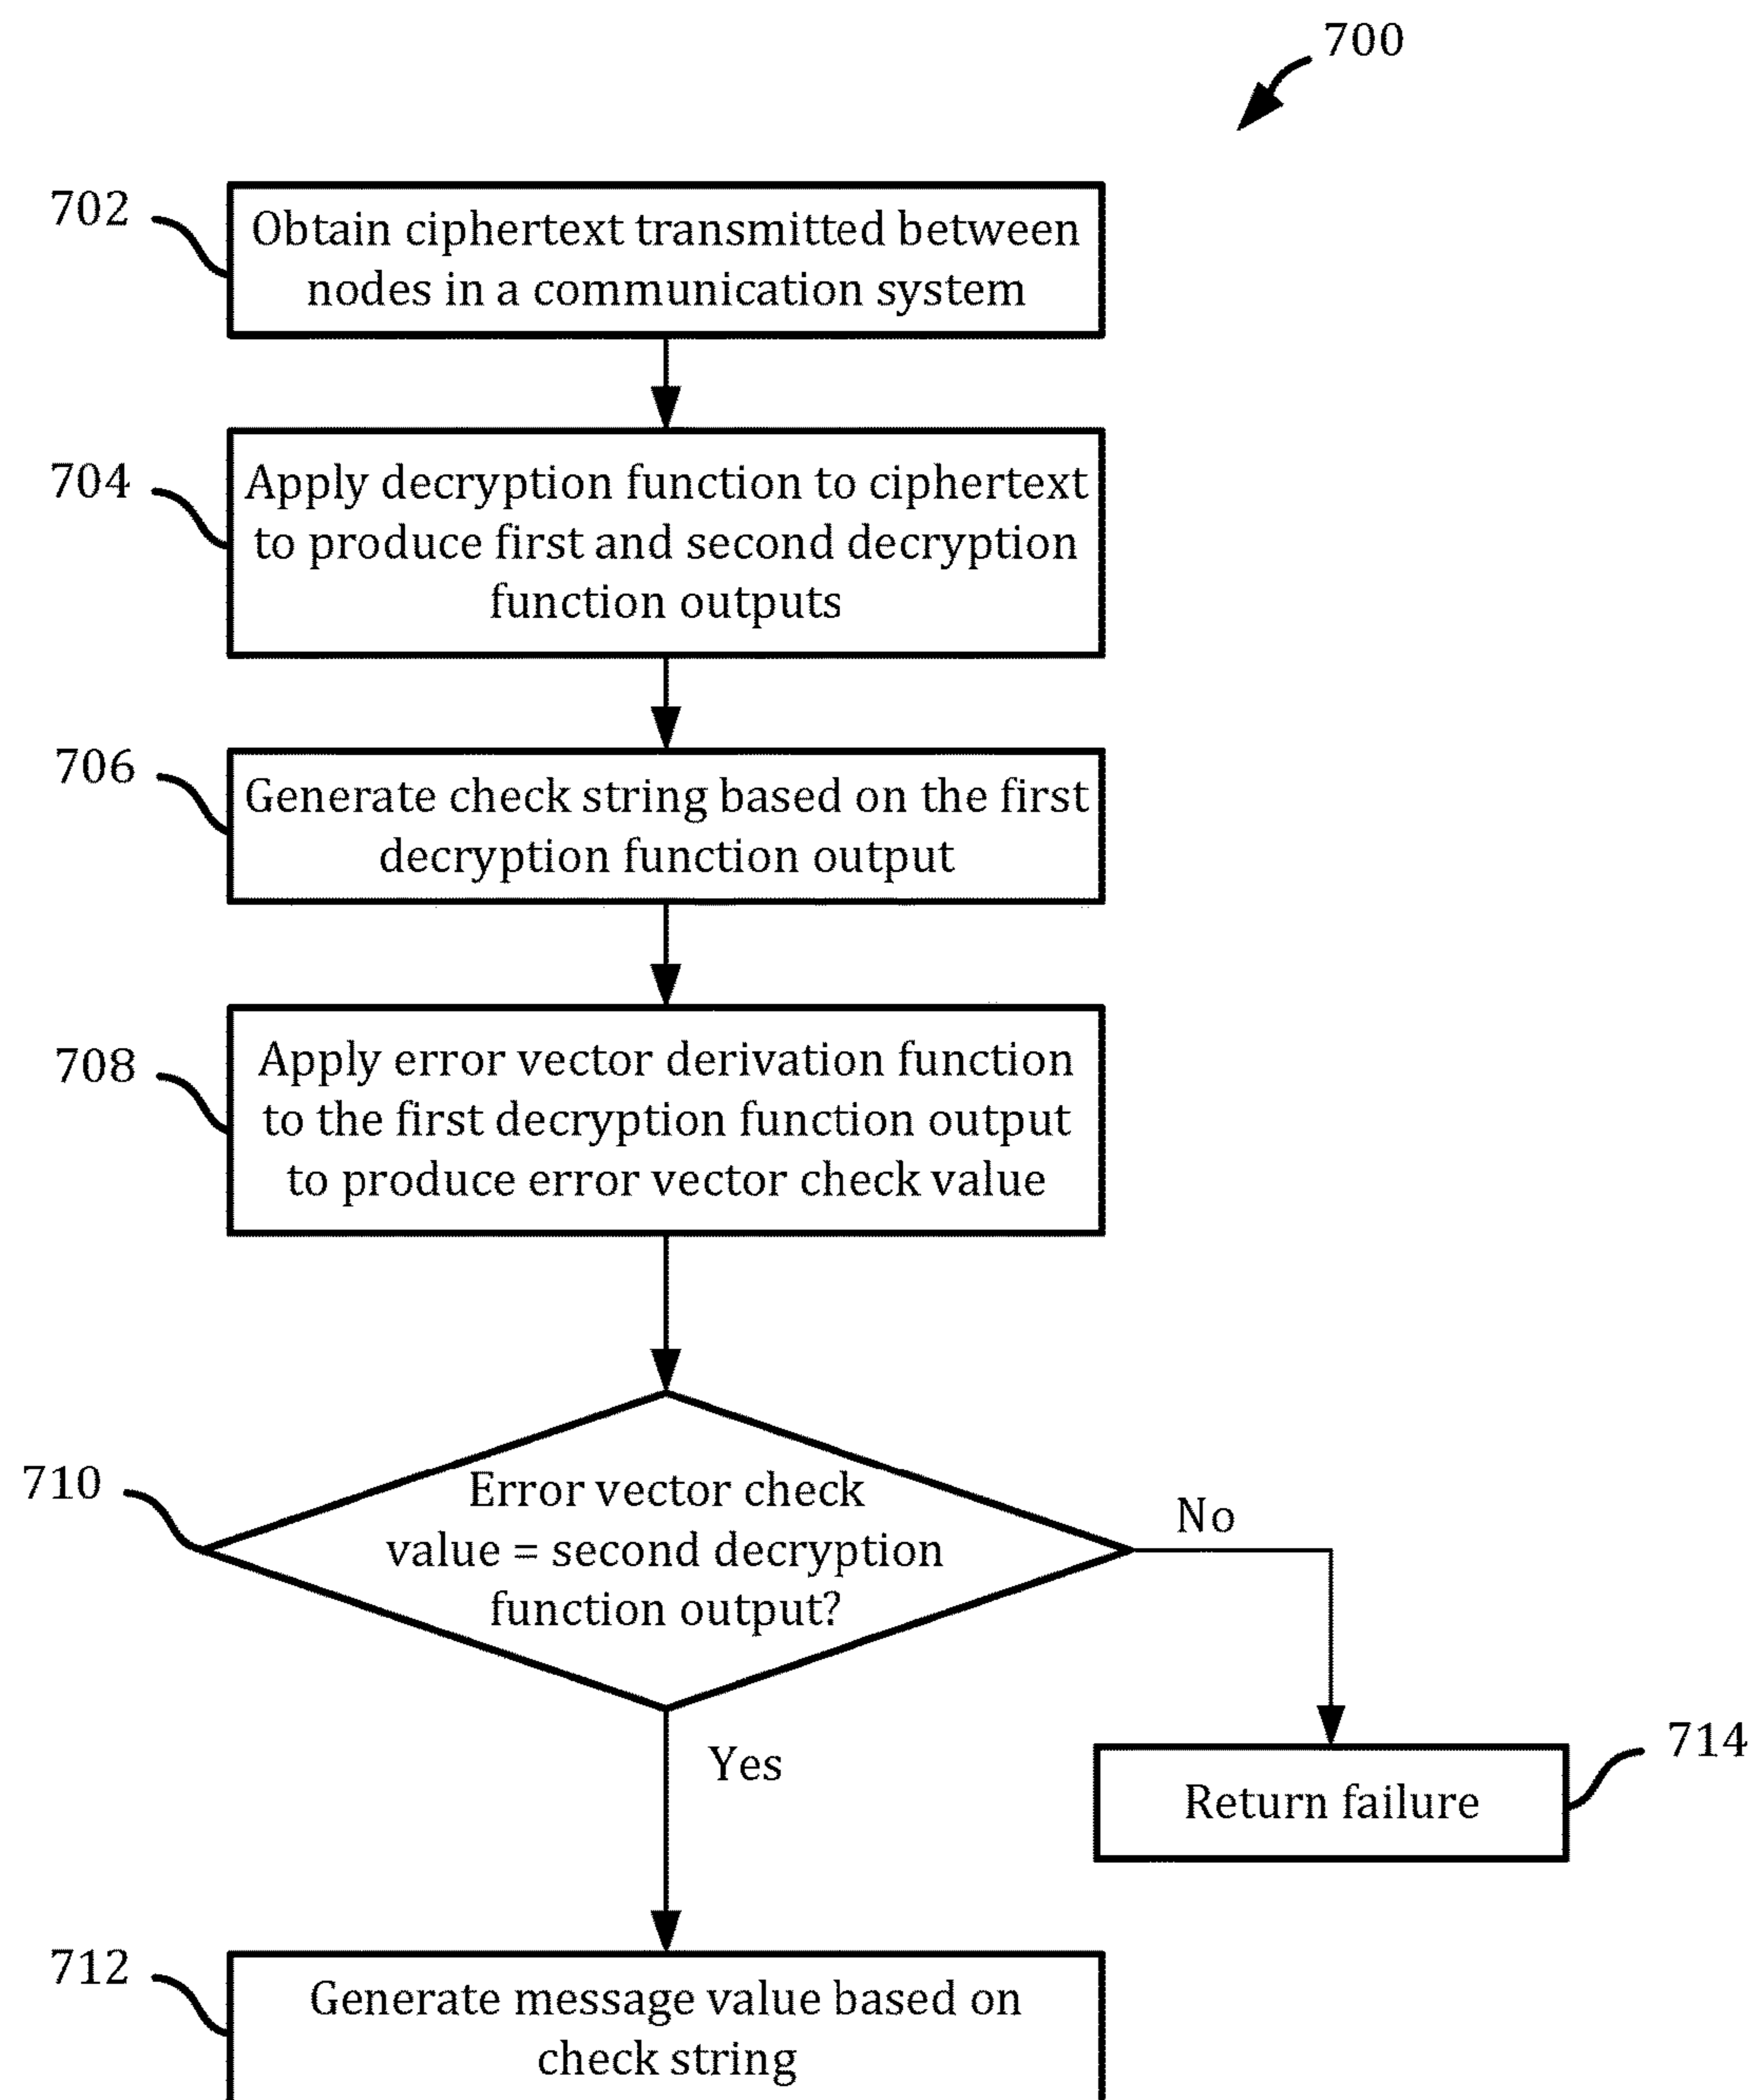 700
702
Obtain ciphertext transmitted between
nodes in a communication system
704
Apply decryption function to ciphertext
to produce first and second decryption
function outputs
706
Generate check string based on the first
decryption function output
708
Apply error vector derivation function
to the first decryption function output
to produce error vector check value
710
Error vector check
value = second decryption
function output?
No
Yes
714
Return failure
712
Generate message value based on
check string